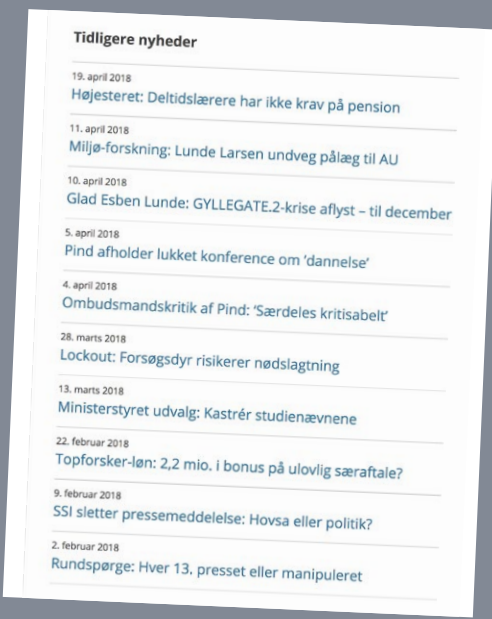 Tidligere nyheder
19. april 2018
Højesteret: Deltidslærere har ikke krav på pension
11. april 2018
Miljø-forskning: Lunde Larsen undveg pålæg til AU
10. april 2018
Glad Esben Lunde: GYLLEGATE.2-krise aflyst – til december
5. april 2018
Pind afholder lukket konference om ’dannelse’
4. april 2018
Ombudsmandskritik af Pind: ’Særdeles kritisabelt’
28. marts 2018
Lockout: Forsøgsdyr risikerer nødslagtning
13. marts 2018
Ministerstyret udvalg: Kastrér studienævnene
22. februar 2018
Topforsker-løn: 2,2 mio. i bonus på ulovlig særaftale?
9. februar 2018
SSI sletter pressemeddelelse: Hovsa eller politik?
2. februar 2018
Rundspørge: Hver 13. presset eller manipuleret